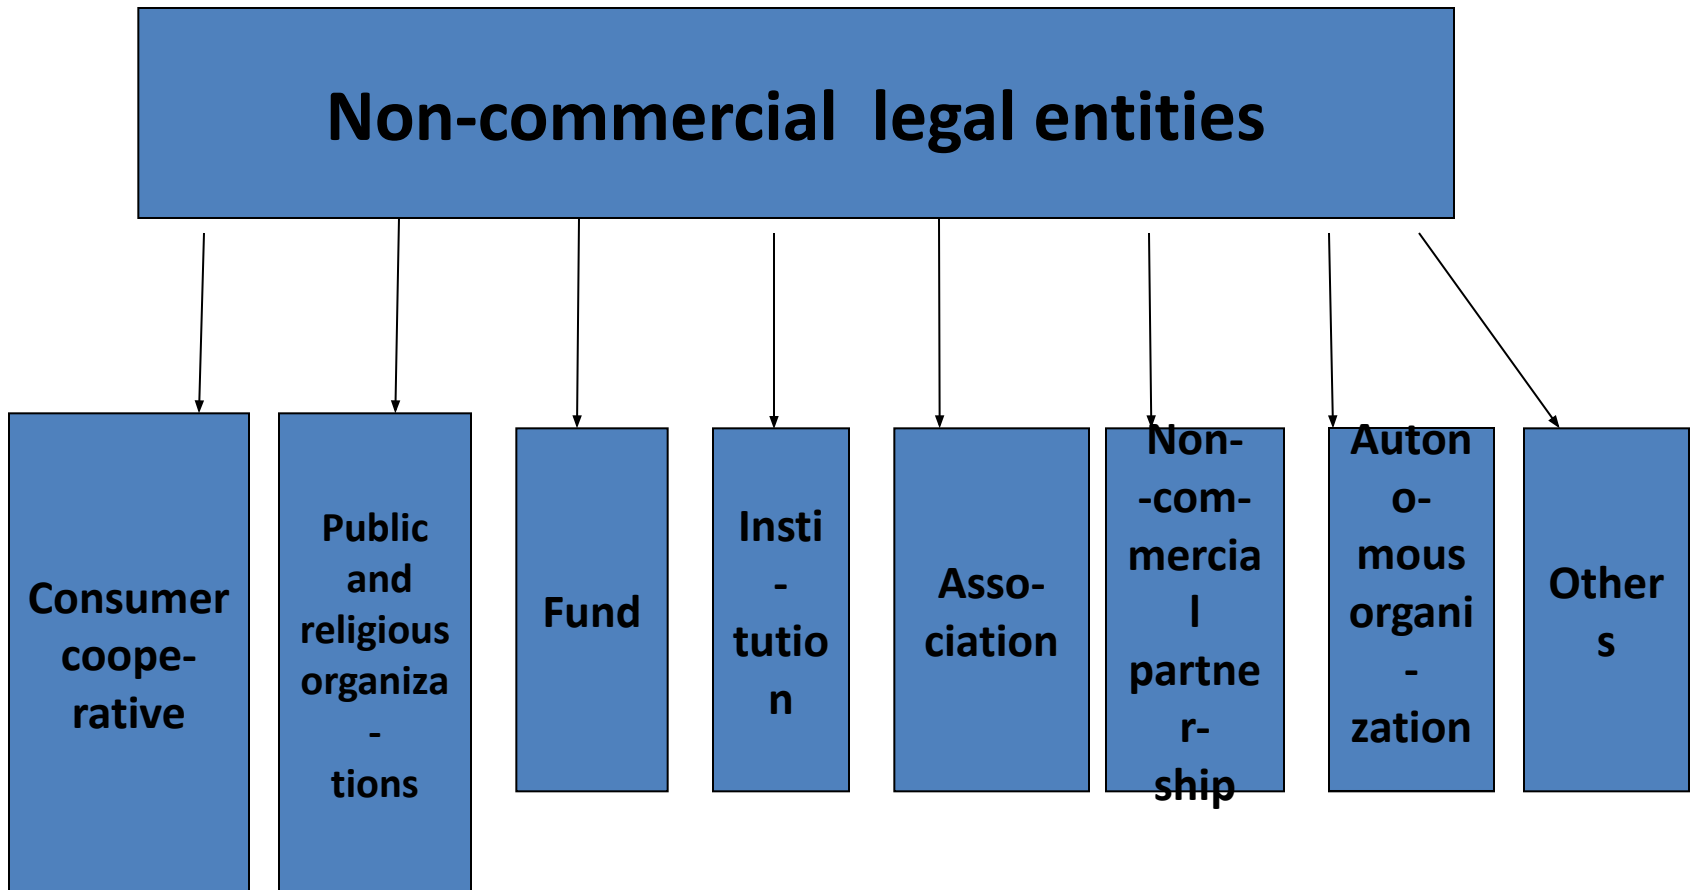 Non-commercial  legal entities
Consumer
coope-
rative
Public
and
religious
organiza
-
tions
Fund
Insti
-
tutio
n
Asso-
ciation
Non-
-com-
mercia
l
partne
r-
ship
Auton
o-
mous
organi
-
zation
Other
s